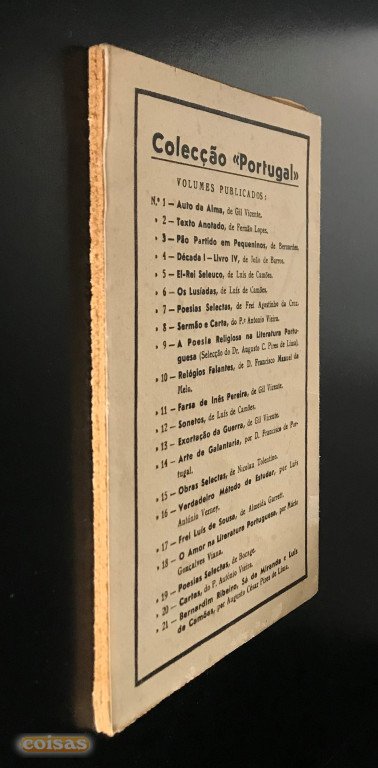 Colecção «Portugal»
VOLUMES PUBLICADOS:
N.º 1 — Auto da Alma, de Gil Vicente.
» 2 — Texto Anotado, de Fernão Lopes.
» 3 — Pão Partido em Pequeninos, de Bernardes.
» 4 — Década I — Livro IV, de João de Barros.
» 5 — El-Rei Seleuco, de Luís de Camões.
» 6 — Os Lusíadas, de Luís de Camões.
» 7 — Poesias Selectas, de Frei Agostinho da Cruz.
» 8 — Sermão e Carta, do P.e António Vieira.
» 9 — A Poesia Religiosa na Literatura Portu-
guesa (Selecção do Dr. Augusto C. Pires de Lima).
» 10 — Relógios Falantes, de D. Francisco Manuel de
Melo.
» 11 — Farsa de Inês Pereira, de Gil Vicente.
» 12 — Sonetos, de Luís de Camões.
» 13 — Exortação da Guerra, de Gil Vicente.
» 14 — Arte de Galantaria, por D. Francisco de Por-
tugal.
» 15 — Obras Selectas, de Nicolau Tolentino.
» 16 — Verdadeiro Método de Estudar, por Luís
António Verney.
» 17 — Frei Luís de Sousa, de Almeida Garrett.
» 18 — O Amor na Literatura Portuguesa, por Mário
Gonçalves Viana.
» 19 — Poesias Selectas, de Bocage.
» 20 — Cartas, do P. António Vieira.
» 21 — Bernardim Ribeiro, Sá de Miranda e Luís
de Camões, por Augusto César Pires de Lima.
coisas